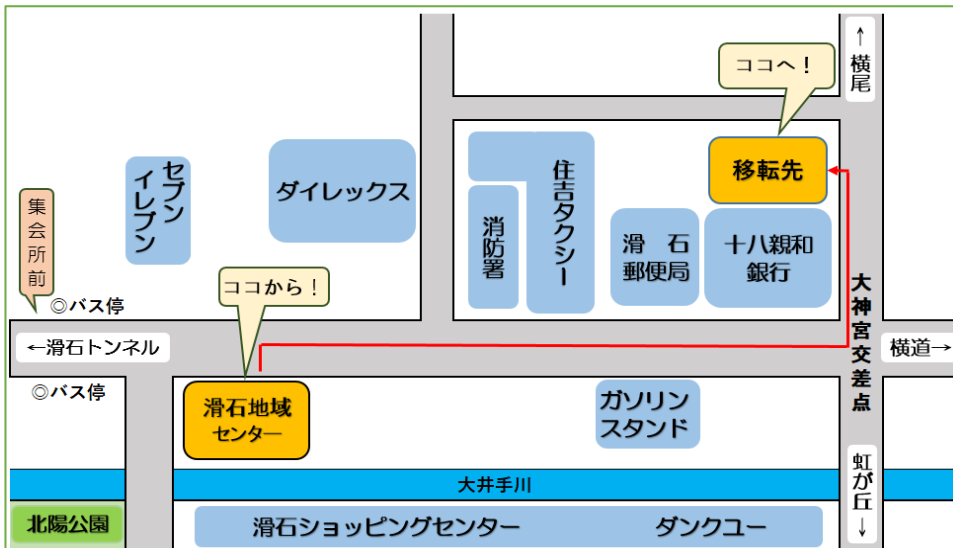 ↑横尾
ココへ！
移転先
セブン
イレブン
ダイレックス
住吉タクシー
消防署
滑　石
郵便局
十八親和
銀行
集会所前
◎バス停
ココから！
大神宮交差点
←滑石トンネル
横道→
◎バス停
滑石地域
センター
ガソリン
スタンド
虹が丘↓
大井手川
北陽公園
滑石ショッピングセンター
ダンクユー